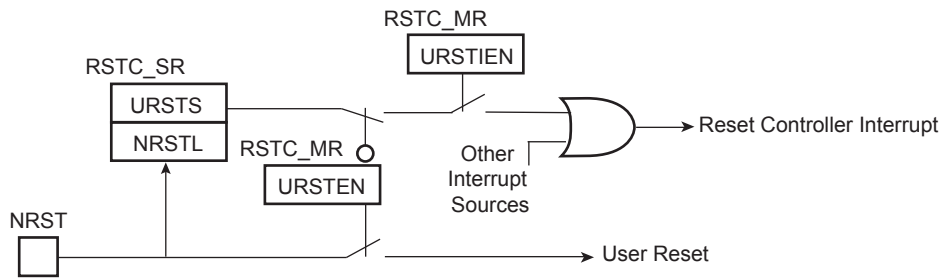 RSTC_MR
URSTIEN
RSTC_SR
URSTS
NRSTL
RSTC_MR
URSTEN
Other
Interrupt
Sources
Reset Controller Interrupt
NRST
User Reset